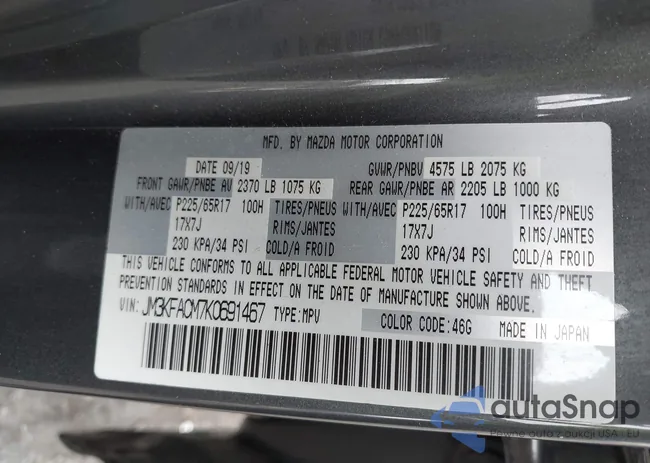 MFD. BY MAZDA MOTOR CORPORATION
DATE 09/19 GVWR/PNBV 4575 LB 2075 KG
FRONT GAWR/PNBE AV 2370 LB 1075 KG REAR GAWR/PNBE AR 2205 LB 1000 KG
WITH/AVEC P225/65R17 100H TIRES/PNEUS WITH/AVEC P225/65R17 100H TIRES/PNEUS
17X7J RIMS/JANTES 17X7J RIMS/JANTES
230 KPA/34 PSI COLD/A FROID 230 KPA/34 PSI COLD/A FROID
THIS VEHICLE CONFORMS TO ALL APPLICABLE FEDERAL MOTOR VEHICLE SAFETY AND THEFT
PREVENTION STANDARDS IN EFFECT ON THE DATE OF MANUFACTURE SHOWN ABOVE.
VIN: JM3KFACM7K0691467 TYPE:MPV COLOR CODE:46G MADE IN JAPAN
autoSnap
Pewne auto z aukcji USA i EU